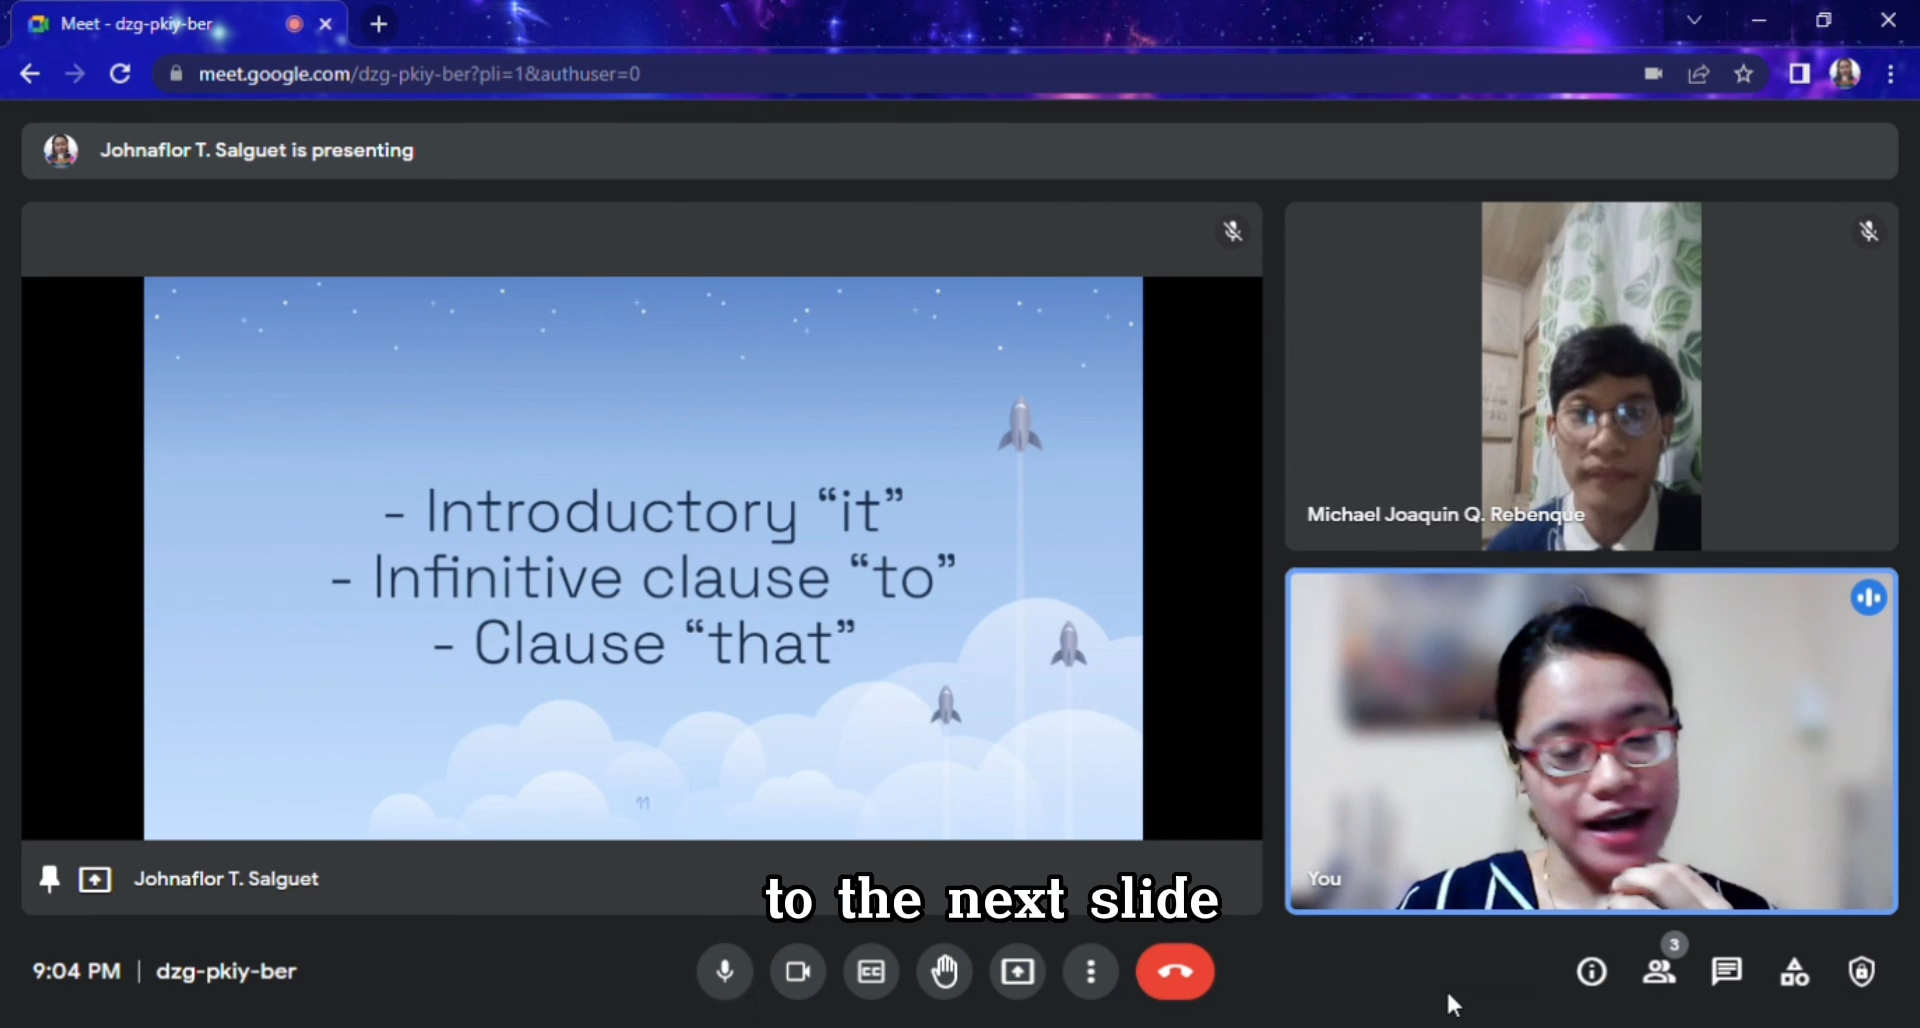 Meet - dzg-pkiy-ber
meet.google.com/dzg-pkiy-ber?pli=1&authuser=0
Johnaflor T. Salguet is presenting
- Introductory “it”
- Infinitive clause “to”
- Clause “that”
11
Johnaflor T. Salguet
Michael Joaquin Q. Rebenque
You
to the next slide
9:04 PM | dzg-pkiy-ber
CC
3